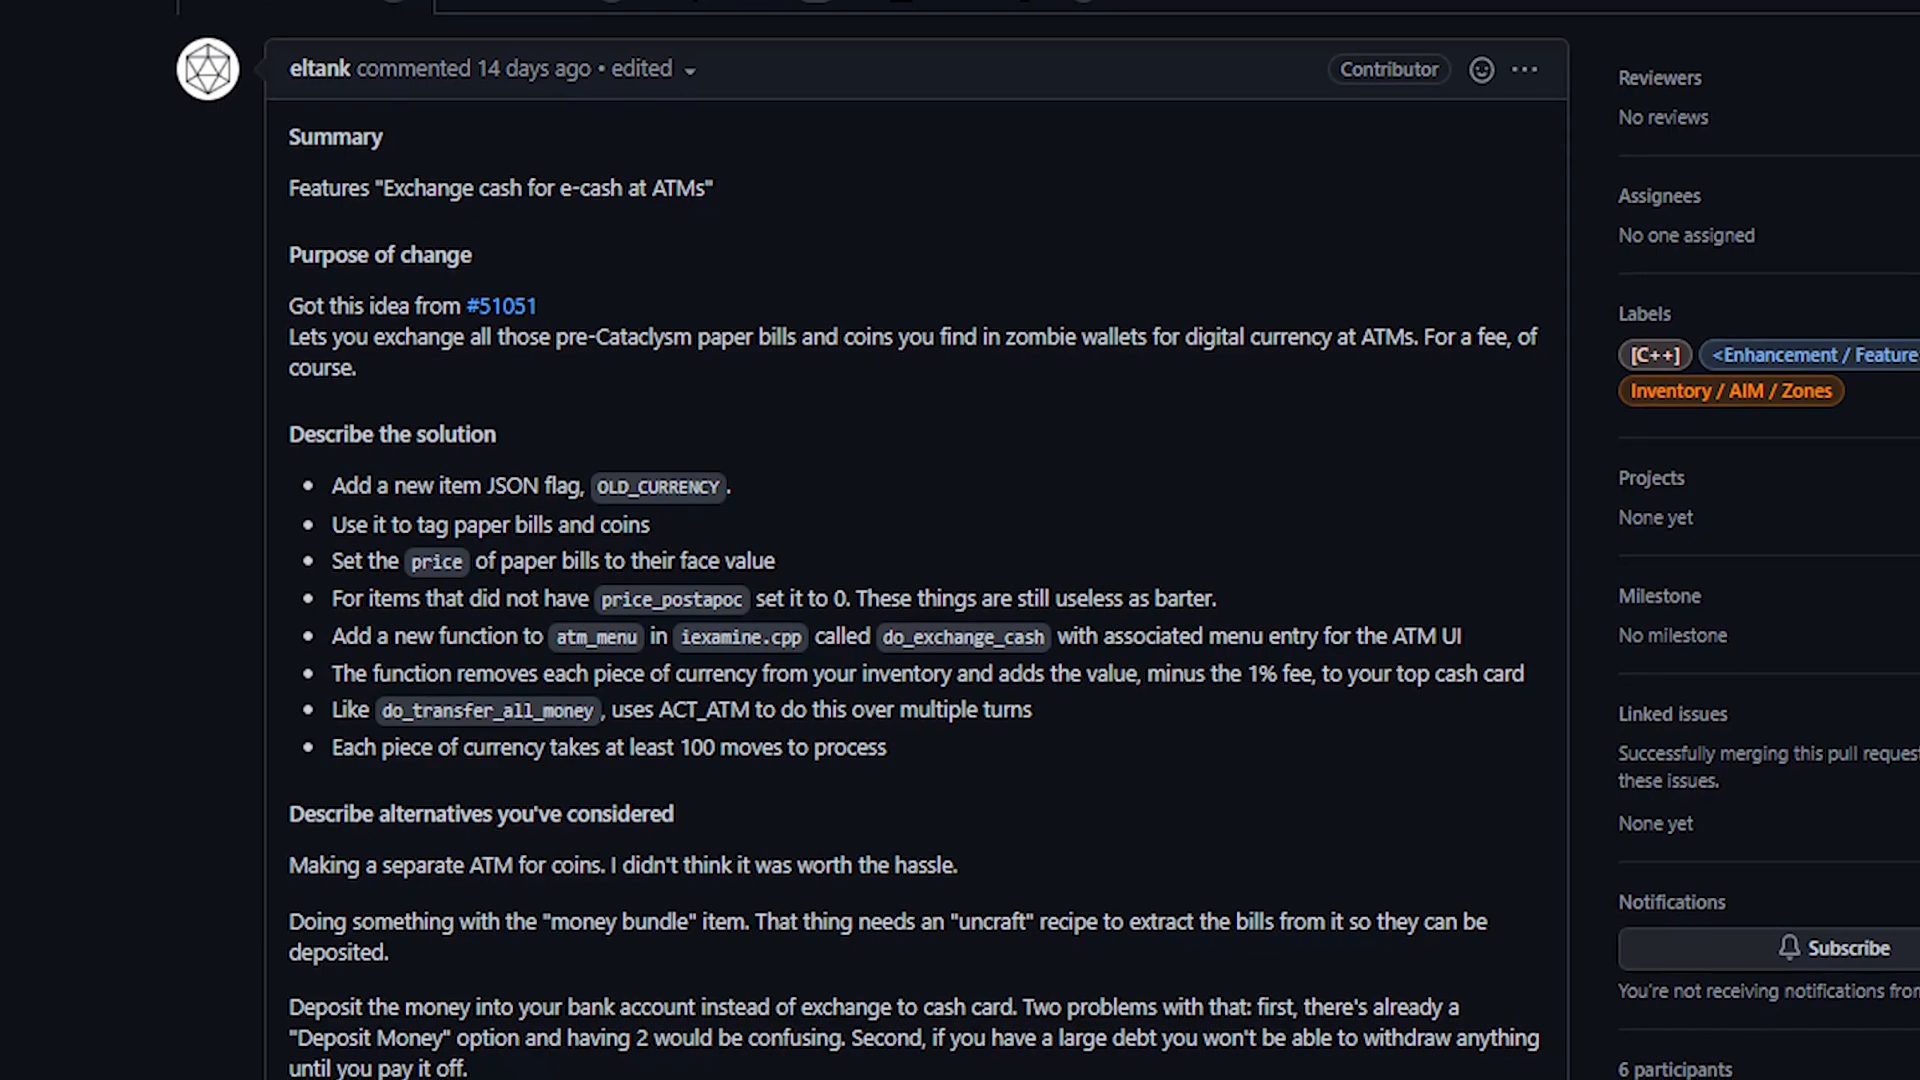 eltank commented 14 days ago • edited
Contributor
Summary
Features "Exchange cash for e-cash at ATMs"
Purpose of change
Got this idea from #51051
Lets you exchange all those pre-Cataclysm paper bills and coins you find in zombie wallets for digital currency at ATMs. For a fee, of
course.
Describe the solution
• Add a new item JSON flag, OLD_CURRENCY.
• Use it to tag paper bills and coins
• Set the price of paper bills to their face value
• For items that did not have price_postapoc set it to 0. These things are still useless as barter.
• Add a new function to atm_menu in iexamine.cpp called do_exchange_cash with associated menu entry for the ATM UI
• The function removes each piece of currency from your inventory and adds the value, minus the 1% fee, to your top cash card
• Like do_transfer_all_money, uses ACT_ATM to do this over multiple turns
• Each piece of currency takes at least 100 moves to process
Describe alternatives you've considered
Making a separate ATM for coins. I didn't think it was worth the hassle.
Doing something with the "money bundle" item. That thing needs an "uncraft" recipe to extract the bills from it so they can be
deposited.
Deposit the money into your bank account instead of exchange to cash card. Two problems with that: first, there's already a
"Deposit Money" option and having 2 would be confusing. Second, if you have a large debt you won't be able to withdraw anything
until you pay it off.
Reviewers
No reviews
Assignees
No one assigned
Labels
[C++] <Enhancement / Feature
Inventory / AIM / Zones
Projects
None yet
Milestone
No milestone
Linked issues
Successfully merging this pull request
these issues.
None yet
Notifications
Subscribe
You're not receiving notifications from
6 participants